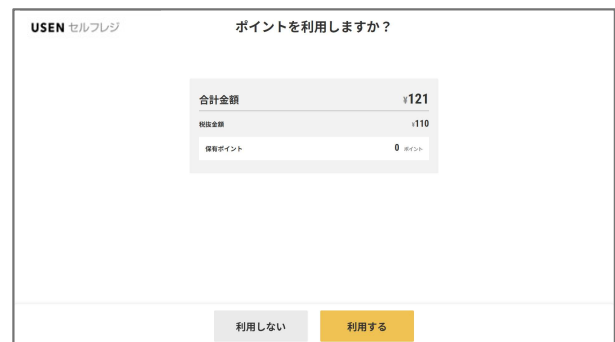 USEN セルフレジ
ポイントを利用しますか？
合計金額 ¥121
税抜金額 ¥110
保有ポイント 0 ポイント
利用しない 利用する